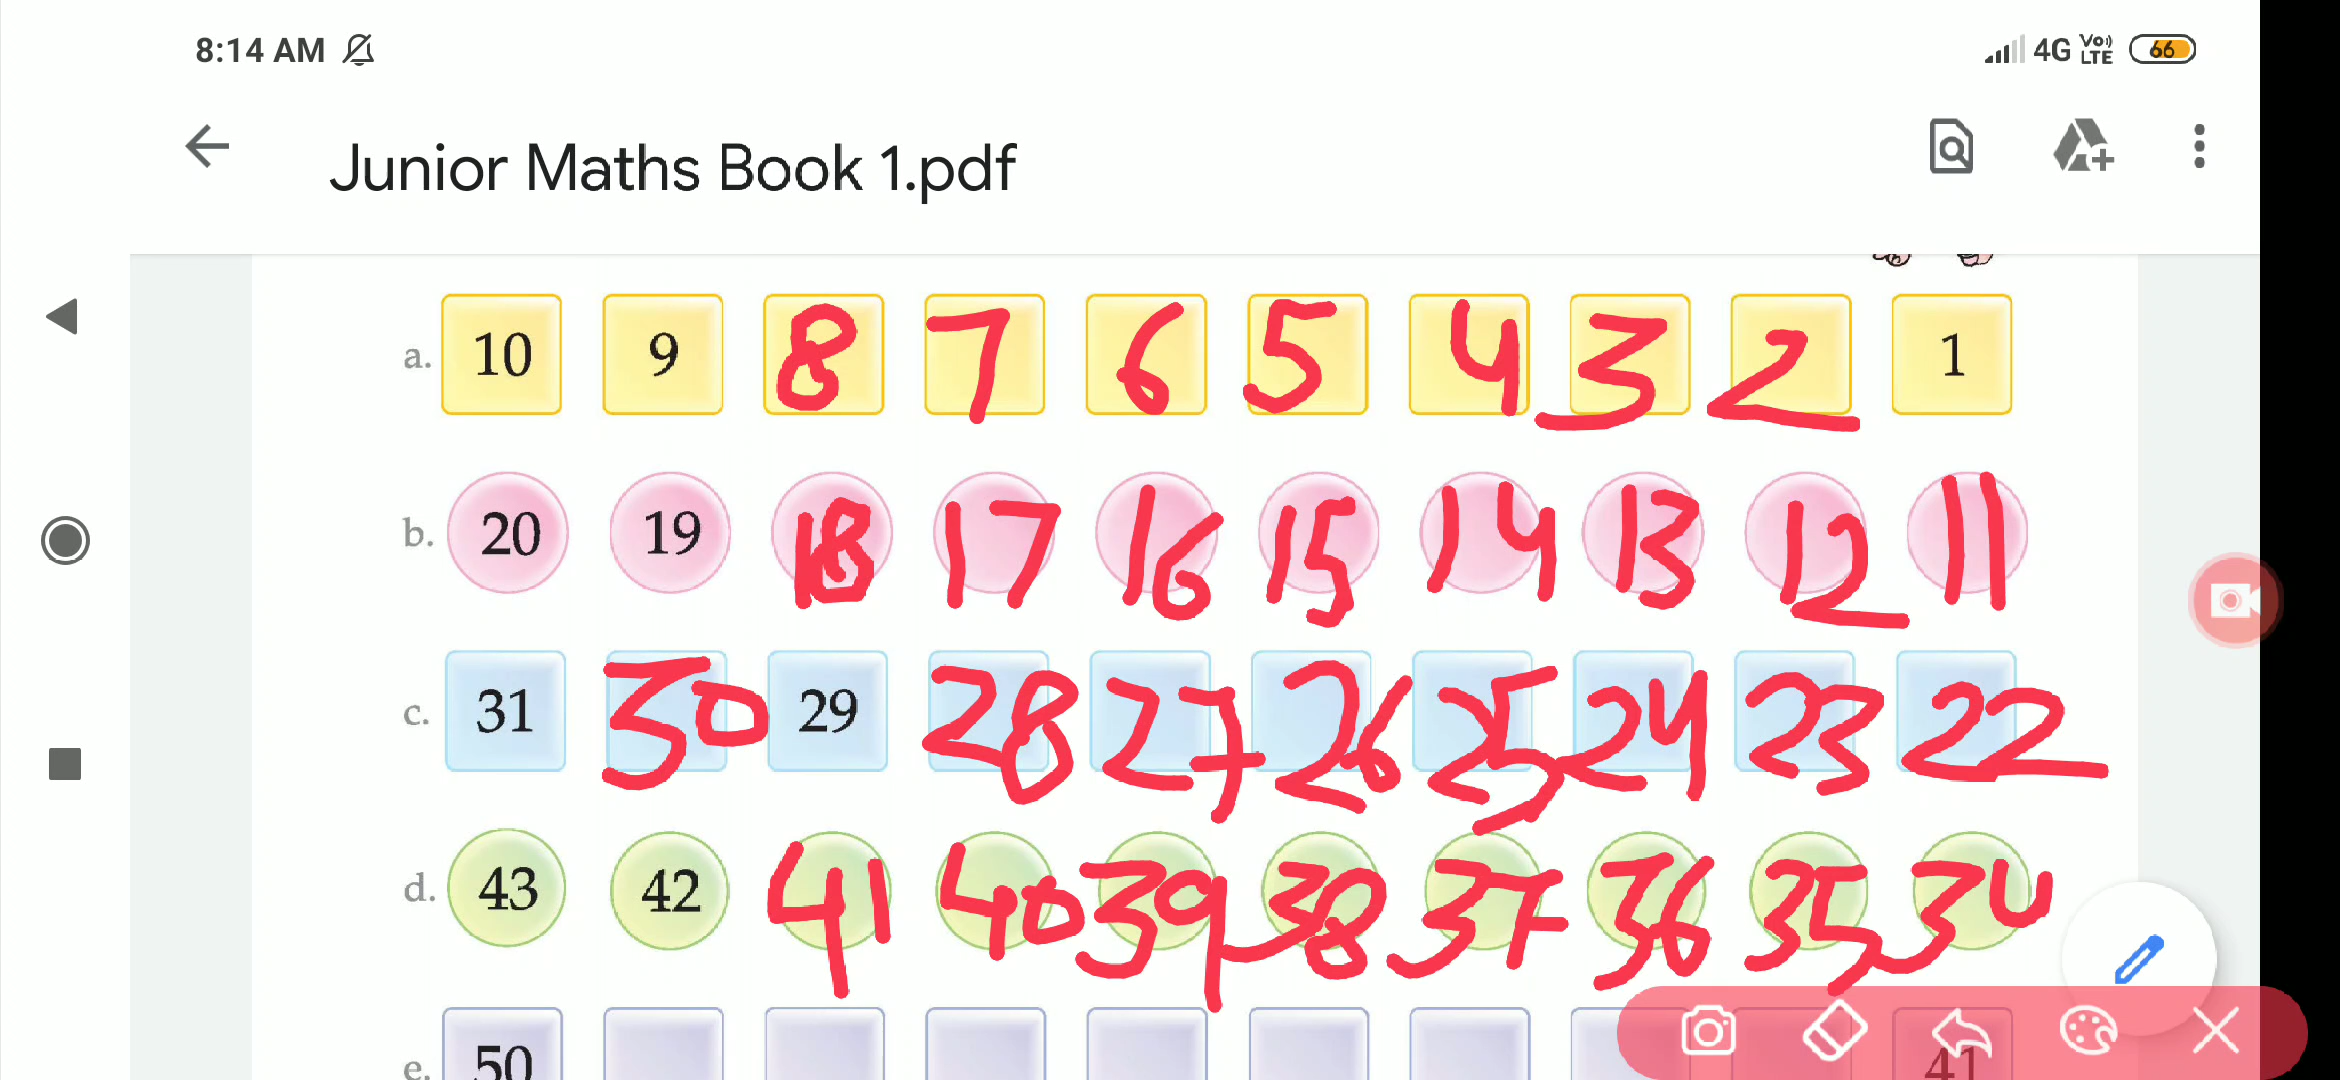 8:14 AM 4G Vo) LTE 66
Junior Maths Book 1.pdf
a. 10 9 8 7 6 5 4 3 2 1
b. 20 19 18 17 16 15 14 13 12 11
c. 31 30 29 28 27 26 25 24 23 22
d. 43 42 41 40 39 38 37 36 35 34
e. 50 41